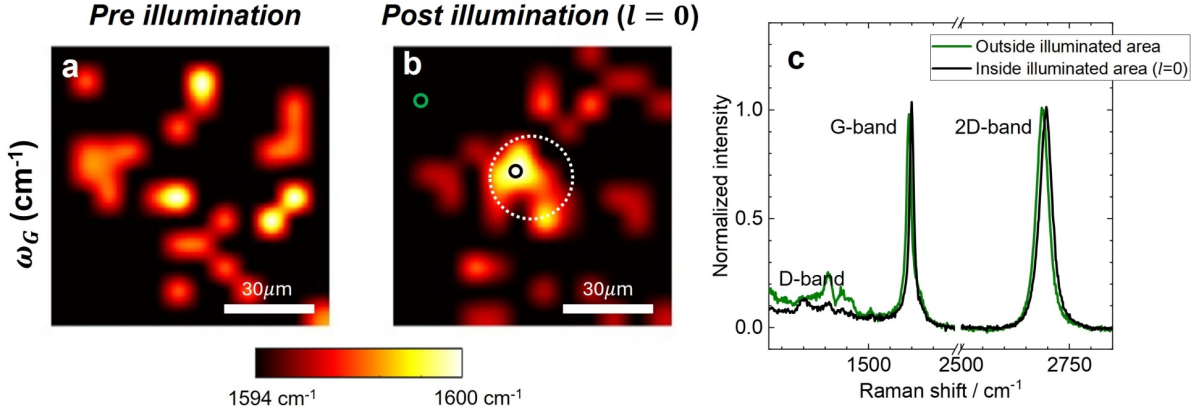 Pre illumination
Post illumination (l = 0)
a
b
c
ω_G (cm⁻¹)
30μm
30μm
1594 cm⁻¹
1600 cm⁻¹
Outside illuminated area
Inside illuminated area (l=0)
G-band
2D-band
D-band
Normalized intensity
1.0
0.5
0.0
1500
2500
2750
Raman shift / cm⁻¹